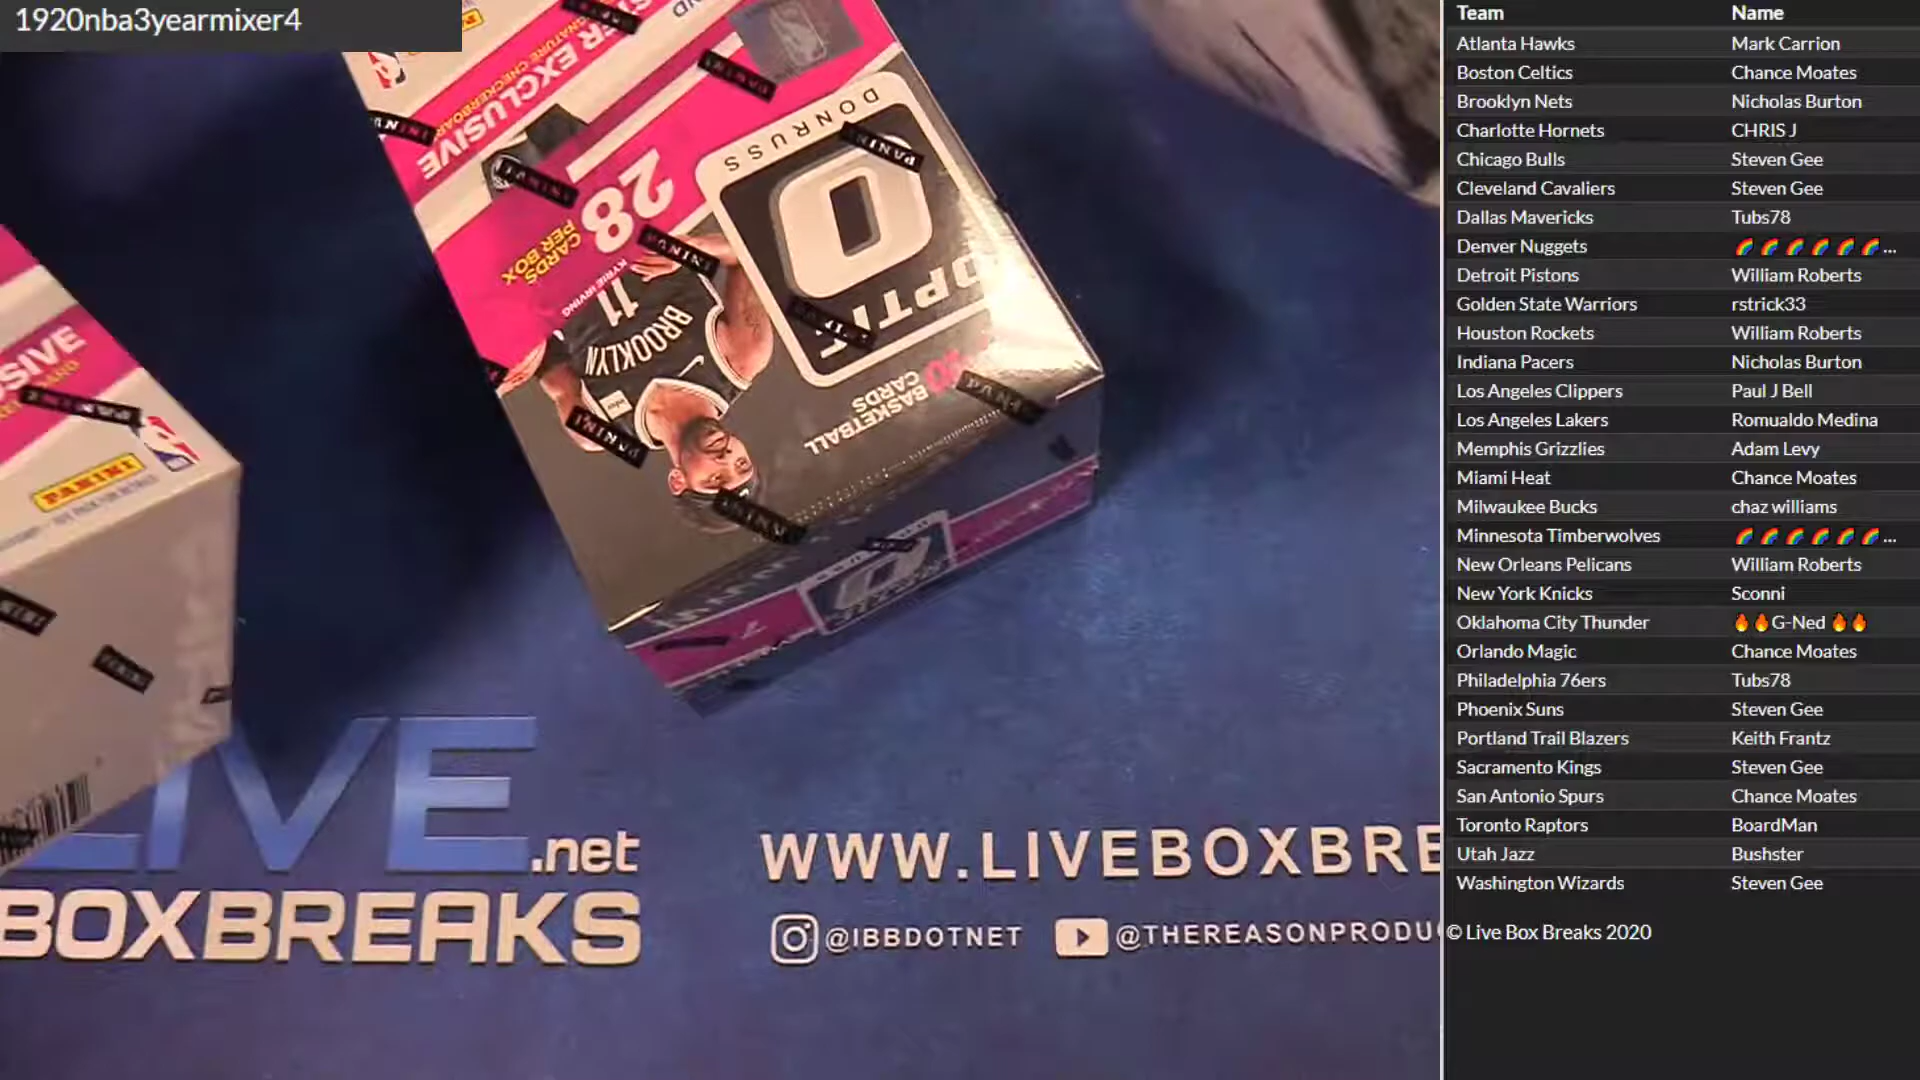 1920nba3yearmixer4
Team Name
Atlanta Hawks Mark Carrion
Boston Celtics Chance Moates
Brooklyn Nets Nicholas Burton
Charlotte Hornets CHRIS J
Chicago Bulls Steven Gee
Cleveland Cavaliers Steven Gee
Dallas Mavericks Tubs78
Denver Nuggets 🌈🌈🌈🌈🌈🌈...
Detroit Pistons William Roberts
Golden State Warriors rstrick33
Houston Rockets William Roberts
Indiana Pacers Nicholas Burton
Los Angeles Clippers Paul J Bell
Los Angeles Lakers Romualdo Medina
Memphis Grizzlies Adam Levy
Miami Heat Chance Moates
Milwaukee Bucks chaz williams
Minnesota Timberwolves 🌈🌈🌈🌈🌈🌈...
New Orleans Pelicans William Roberts
New York Knicks Sconni
Oklahoma City Thunder 🔥🔥G-Ned 🔥🔥
Orlando Magic Chance Moates
Philadelphia 76ers Tubs78
Phoenix Suns Steven Gee
Portland Trail Blazers Keith Frantz
Sacramento Kings Steven Gee
San Antonio Spurs Chance Moates
Toronto Raptors BoardMan
Utah Jazz Bushster
Washington Wizards Steven Gee
© Live Box Breaks 2020
DONRUSS
OPTIC
BASKETBALL
CARDS
28
CARDS
PER BOX
KYRIE IRVING
BROOKLYN
11
EXCLUSIVE
PANINI
SIVE
PANINI
LIVE
.net
BOXBREAKS
WWW.LIVEBOXBRE
@IBBDOTNET
@THEREASONPRODU